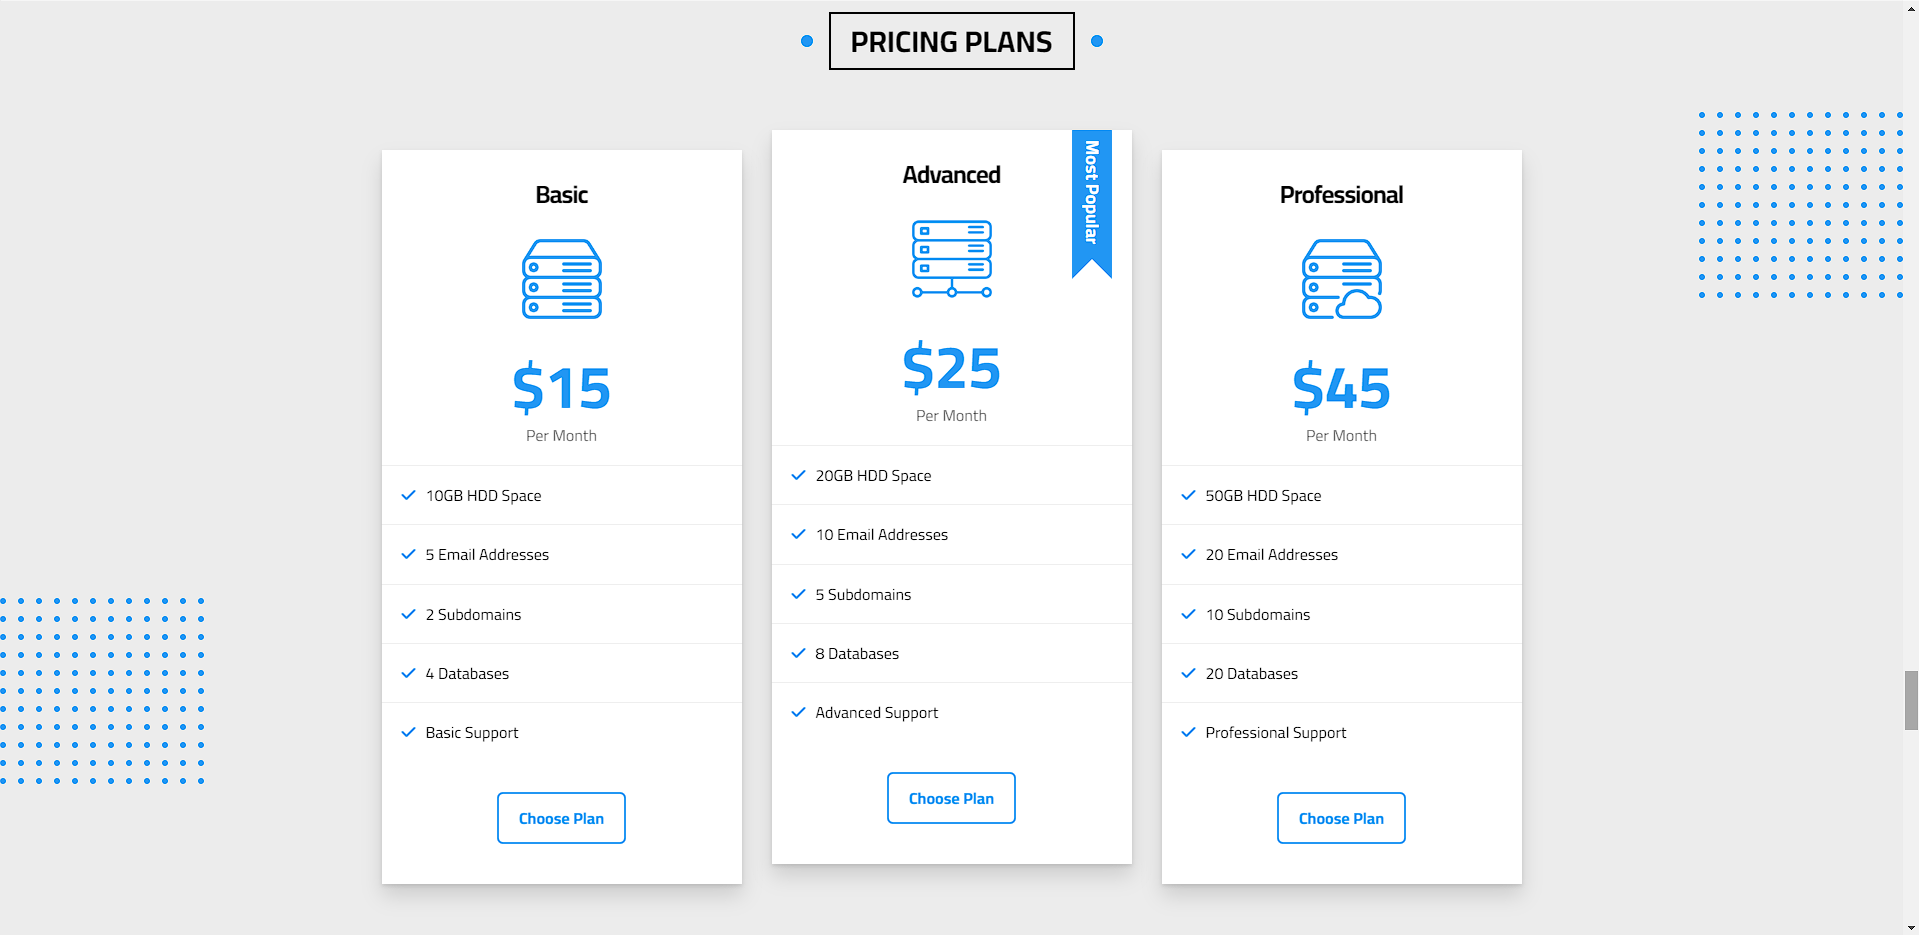 PRICING PLANS
Basic
$15
Per Month
10GB HDD Space
5 Email Addresses
2 Subdomains
4 Databases
Basic Support
Choose Plan
Most Popular
Advanced
$25
Per Month
20GB HDD Space
10 Email Addresses
5 Subdomains
8 Databases
Advanced Support
Choose Plan
Professional
$45
Per Month
50GB HDD Space
20 Email Addresses
10 Subdomains
20 Databases
Professional Support
Choose Plan